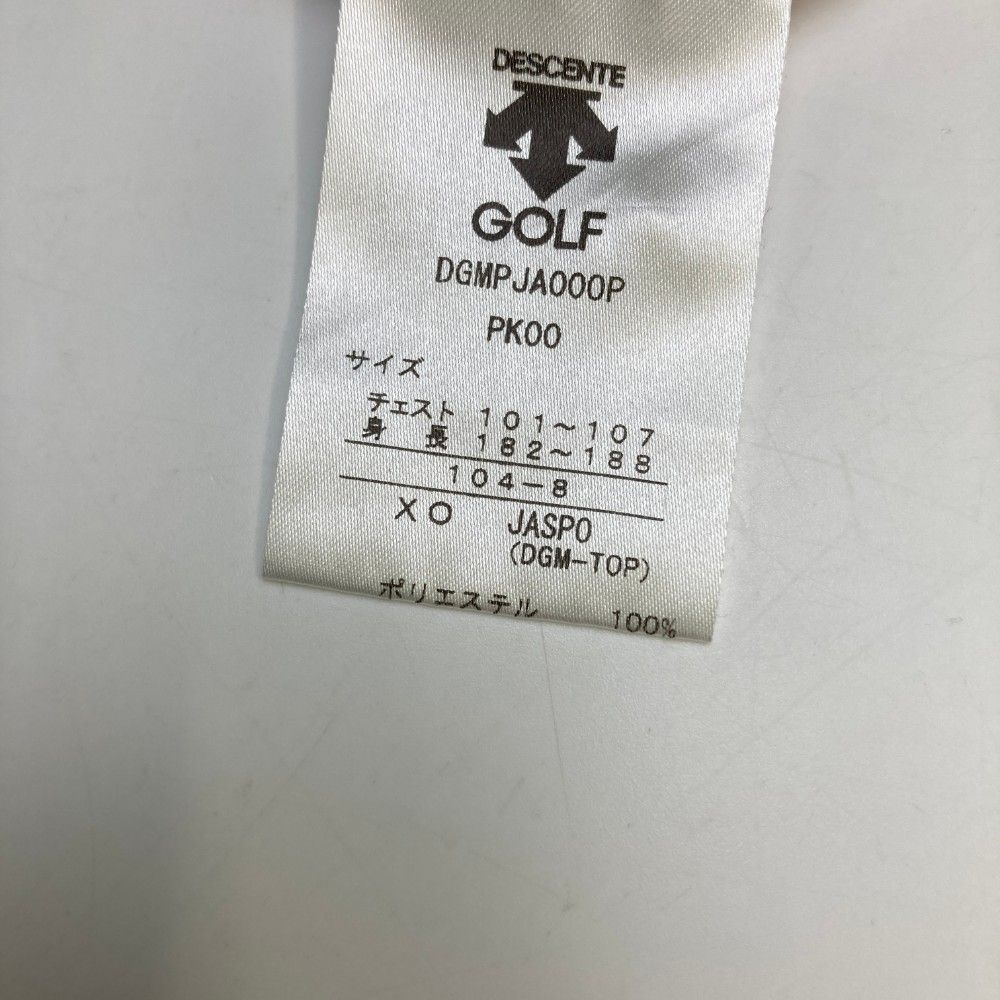 DESCENTE
GOLF
DGMPJA000P
PK00
サイズ
チェスト 101～107
身 長 182～188
104-8
XO JASPO
(DGM-TOP)
ポリエステル 100%